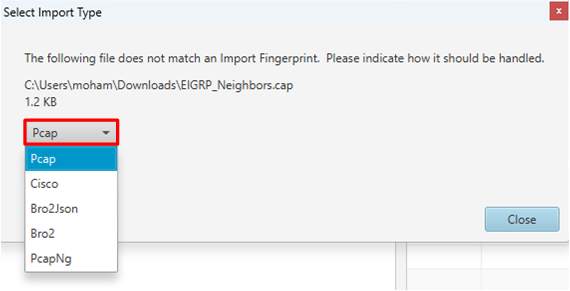 Select Import Type
x
The following file does not match an Import Fingerprint. Please indicate how it should be handled.
C:\Users\moham\Downloads\EIGRP_Neighbors.cap
1.2 KB
Pcap
Pcap
Cisco
Bro2Json
Bro2
PcapNg
Close